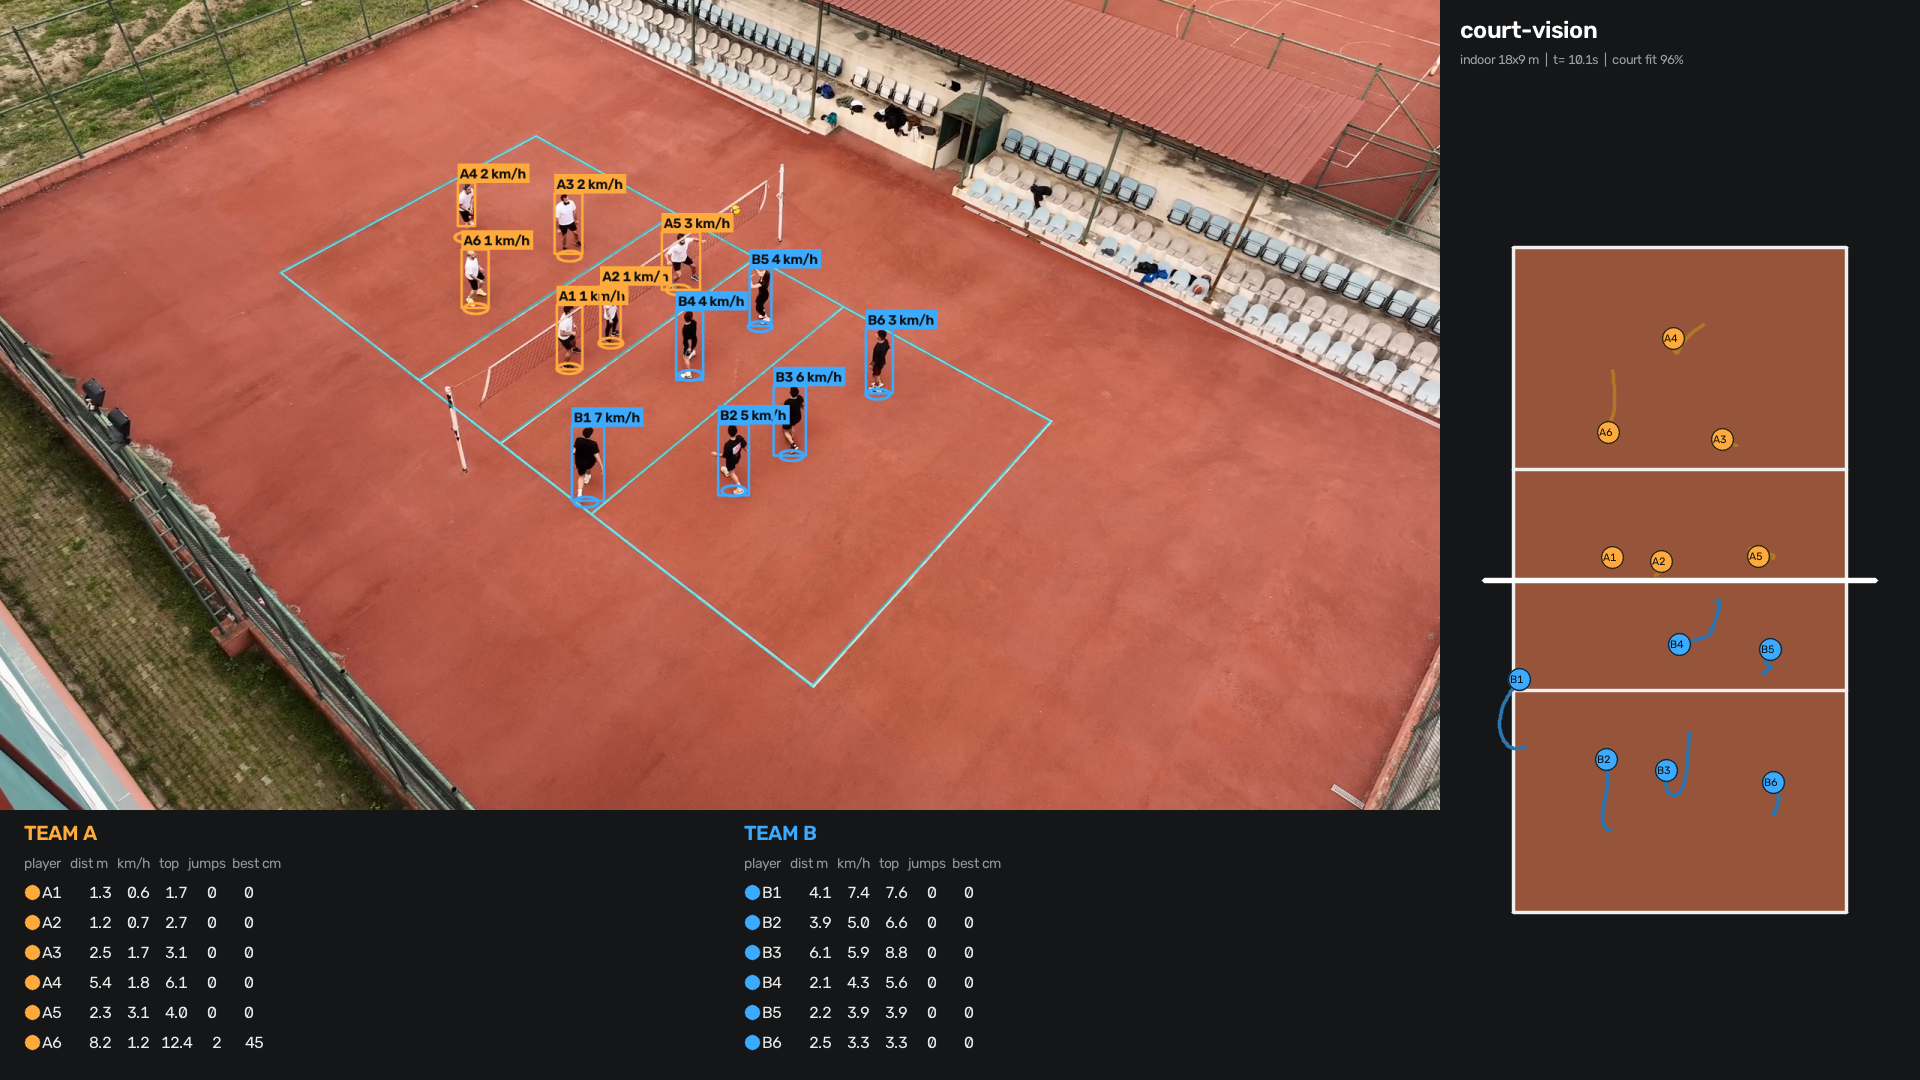 court-vision
indoor 18x9 m | t= 10.1s | court fit 96%
A4 2 km/h
A3 2 km/h
A5 3 km/h
A6 1 km/h
B5 4 km/h
A2 1 km/h
A1 1 km/h
B4 4 km/h
B6 3 km/h
B3 6 km/h
B2 5 km/h
B1 7 km/h
A4
A6
A3
A1
A2
A5
B4
B5
B1
B2
B3
B6
TEAM A
player dist m km/h top jumps best cm
A1 1.3 0.6 1.7 0 0
A2 1.2 0.7 2.7 0 0
A3 2.5 1.7 3.1 0 0
A4 5.4 1.8 6.1 0 0
A5 2.3 3.1 4.0 0 0
A6 8.2 1.2 12.4 2 45
TEAM B
player dist m km/h top jumps best cm
B1 4.1 7.4 7.6 0 0
B2 3.9 5.0 6.6 0 0
B3 6.1 5.9 8.8 0 0
B4 2.1 4.3 5.6 0 0
B5 2.2 3.9 3.9 0 0
B6 2.5 3.3 3.3 0 0